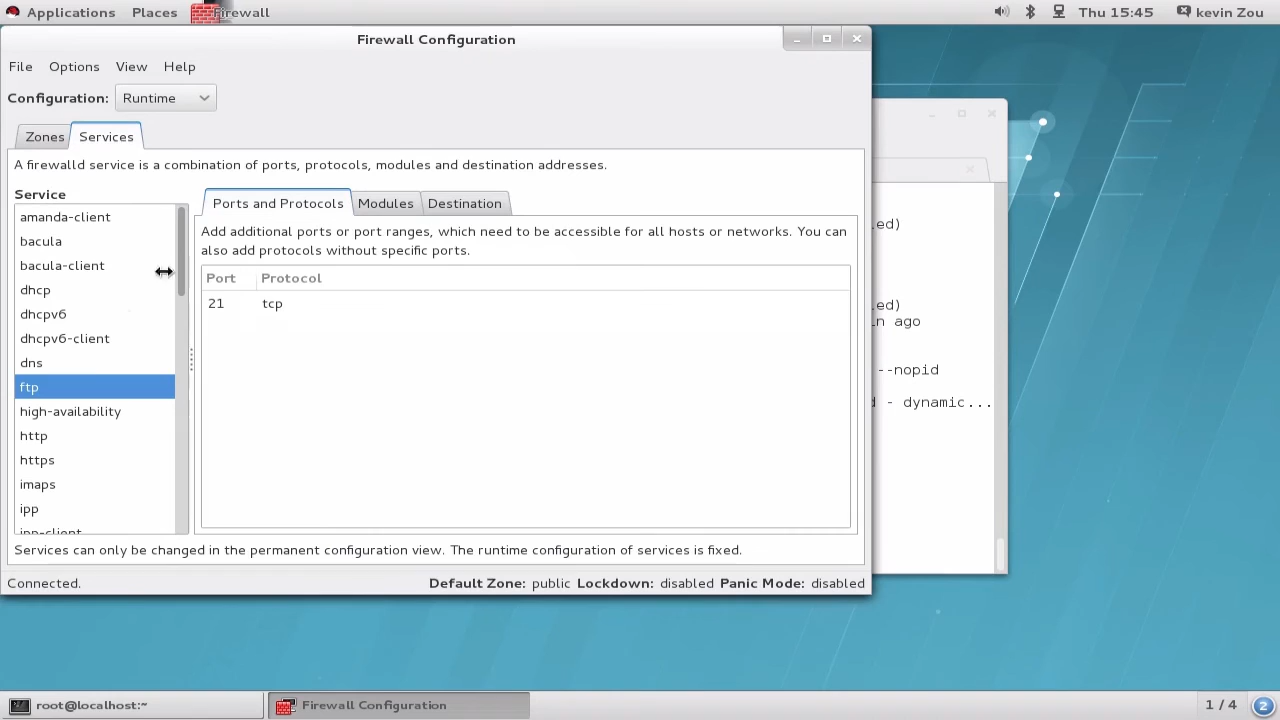 Applications Places Firewall Thu 15:45 kevin Zou
Firewall Configuration
File Options View Help
Configuration: Runtime
Zones Services
A firewalld service is a combination of ports, protocols, modules and destination addresses.
Service
amanda-client
bacula
bacula-client
dhcp
dhcpv6
dhcpv6-client
dns
ftp
high-availability
http
https
imaps
ipp
ipp-client
Ports and Protocols Modules Destination
Add additional ports or port ranges, which need to be accessible for all hosts or networks. You can
also add protocols without specific ports.
Port Protocol
21 tcp
Services can only be changed in the permanent configuration view. The runtime configuration of services is fixed.
Connected. Default Zone: public Lockdown: disabled Panic Mode: disabled
led)
led)
in ago
--nopid
d - dynamic...
root@localhost:~ Firewall Configuration 1 / 4 2